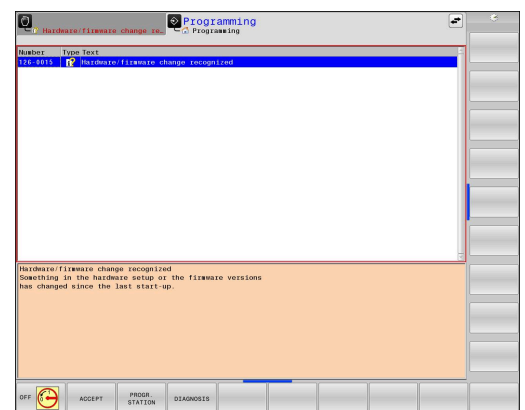 Hardware/firmware change re…
Programming
Programming
Number Type Text
126-0015 Hardware/firmware change recognized
Hardware/firmware change recognized
Something in the hardware setup or the firmware versions
has changed since the last start-up.
OFF
ACCEPT
PROGR.
STATION
DIAGNOSIS